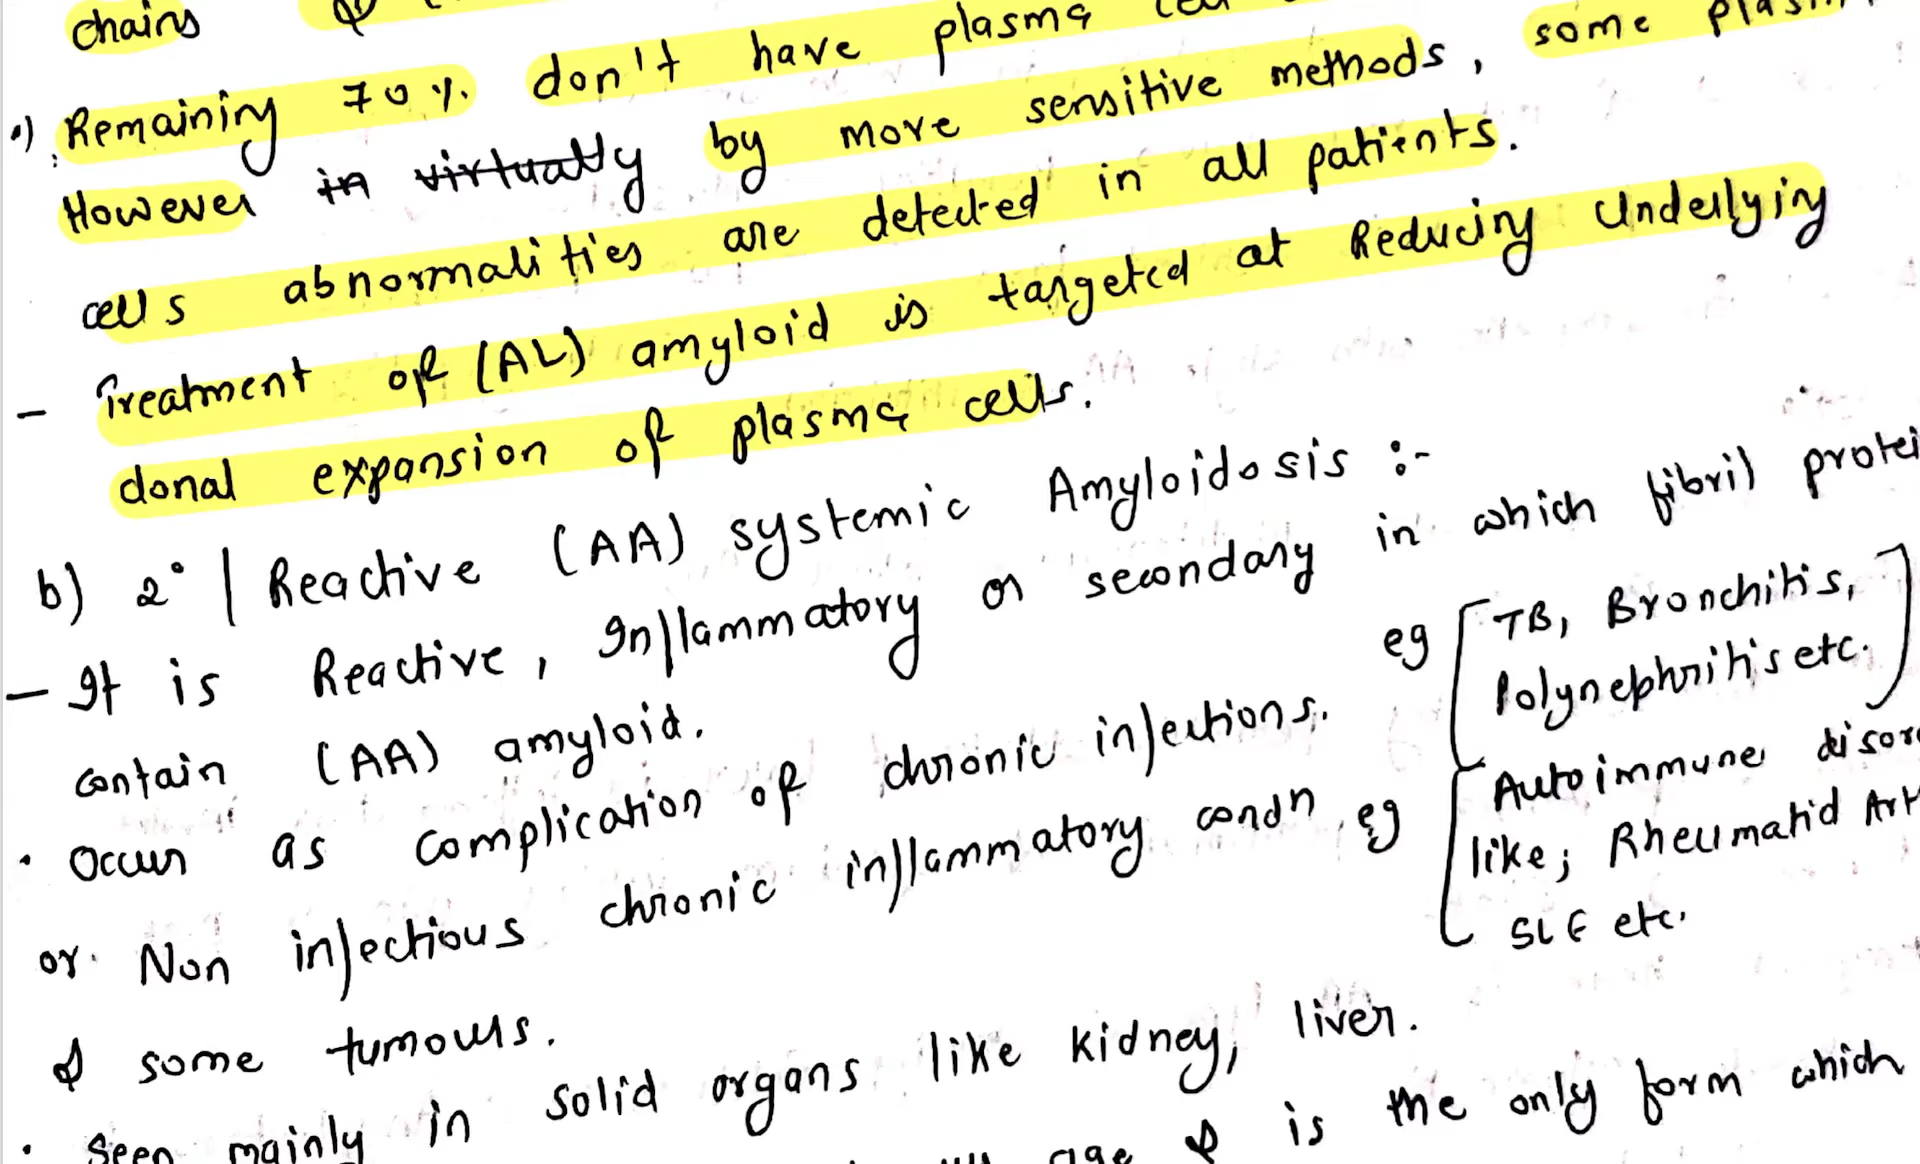 chains &
•) Remaining 70 %. don't have plasma
However in virtually by more sensitive methods, some
cells abnormalities are detected in all patients.
- Treatment of (AL) amyloid is targeted at Reducing Underlying
clonal expansion of plasma cells.
b) 2° | Reactive (AA) systemic Amyloidosis :-
- It is Reactive, Inflammatory or secondary in which fibril
contain (AA) amyloid.
• Occur as complication of chronic infections. eg [TB, Bronchitis,
Polynephritis etc.]
or Non infectious chronic inflammatory condn eg [Autoimmune
like; Rheumatid
SLE etc.
& some tumours.
• Seen mainly in solid organs like kidney, liver.
age & is the only form which